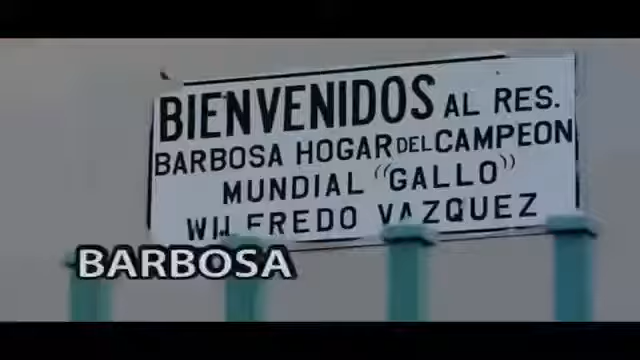 BIENVENIDOS AL RES.
BARBOSA HOGAR DEL CAMPEON
MUNDIAL "GALLO"
WILFREDO VAZQUEZ
BARBOSA